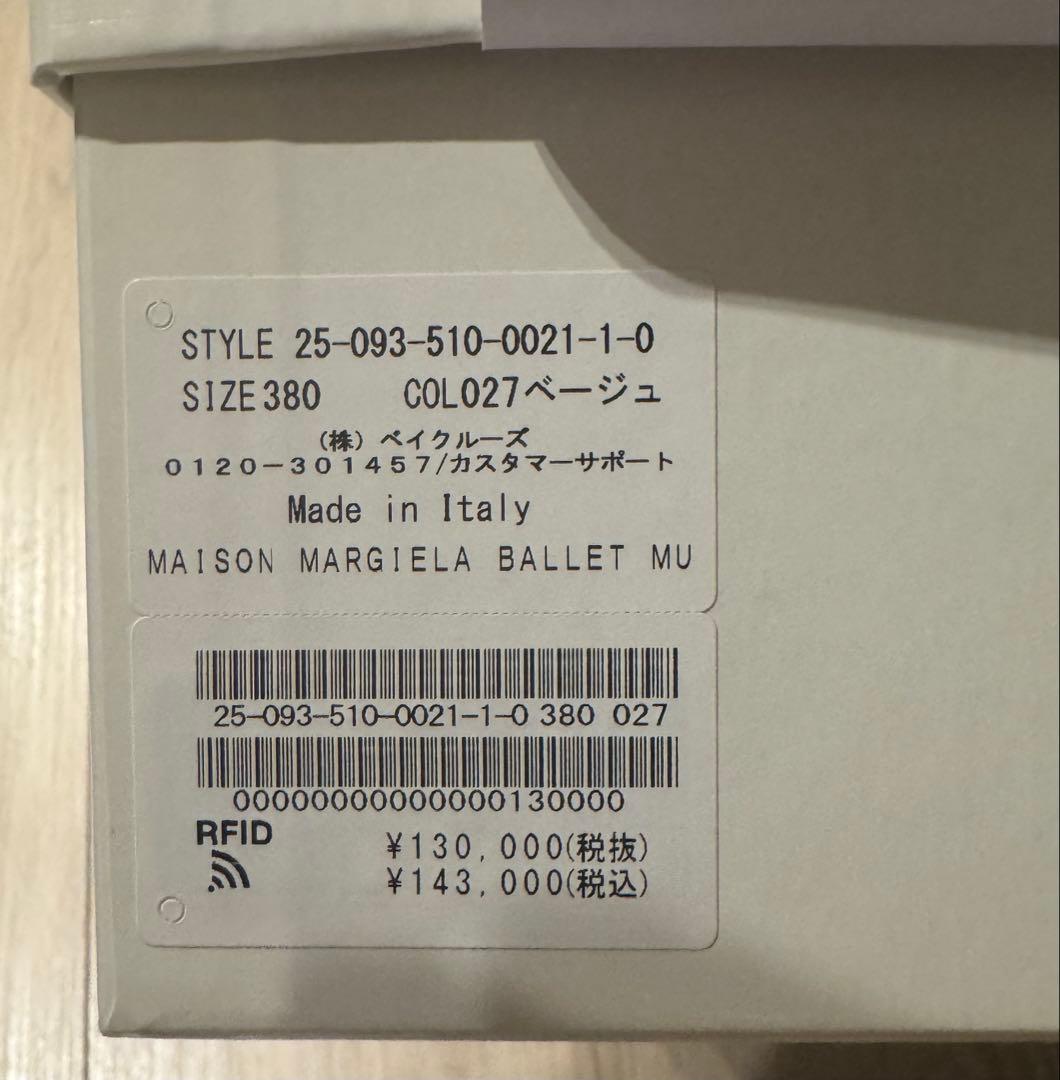 STYLE 25-093-510-0021-1-0
SIZE380 COL027ベージュ
(株)ベイクルーズ
0120-301457/カスタマーサポート
Made in Italy
MAISON MARGIELA BALLET MU
25-093-510-0021-1-0 380 027
00000000000000130000
RFID
¥130,000(税抜)
¥143,000(税込)